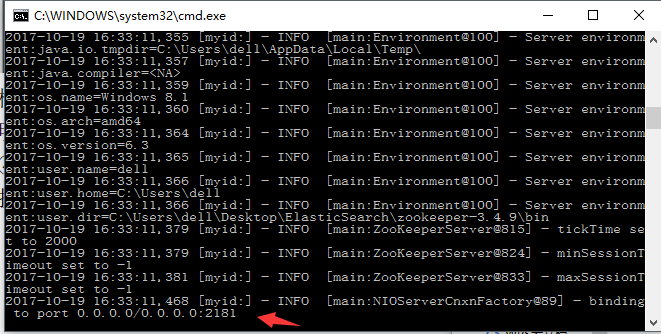 C:\WINDOWS\system32\cmd.exe
2017-10-19 16:33:11,355 [myid:] - INFO  [main:Environment@100] - Server environm
ent:java.io.tmpdir=C:\Users\dell\AppData\Local\Temp\
2017-10-19 16:33:11,357 [myid:] - INFO  [main:Environment@100] - Server environm
ent:java.compiler=<NA>
2017-10-19 16:33:11,359 [myid:] - INFO  [main:Environment@100] - Server environm
ent:os.name=Windows 8.1
2017-10-19 16:33:11,360 [myid:] - INFO  [main:Environment@100] - Server environm
ent:os.arch=amd64
2017-10-19 16:33:11,364 [myid:] - INFO  [main:Environment@100] - Server environm
ent:os.version=6.3
2017-10-19 16:33:11,365 [myid:] - INFO  [main:Environment@100] - Server environm
ent:user.name=dell
2017-10-19 16:33:11,366 [myid:] - INFO  [main:Environment@100] - Server environm
ent:user.home=C:\Users\dell
2017-10-19 16:33:11,366 [myid:] - INFO  [main:Environment@100] - Server environm
ent:user.dir=C:\Users\dell\Desktop\ElasticSearch\zookeeper-3.4.9\bin
2017-10-19 16:33:11,379 [myid:] - INFO  [main:ZooKeeperServer@815] - tickTime se
t to 2000
2017-10-19 16:33:11,379 [myid:] - INFO  [main:ZooKeeperServer@824] - minSessionT
imeout set to -1
2017-10-19 16:33:11,381 [myid:] - INFO  [main:ZooKeeperServer@833] - maxSessionT
imeout set to -1
2017-10-19 16:33:11,468 [myid:] - INFO  [main:NIOServerCnxnFactory@89] - binding
 to port 0.0.0.0/0.0.0.0:2181